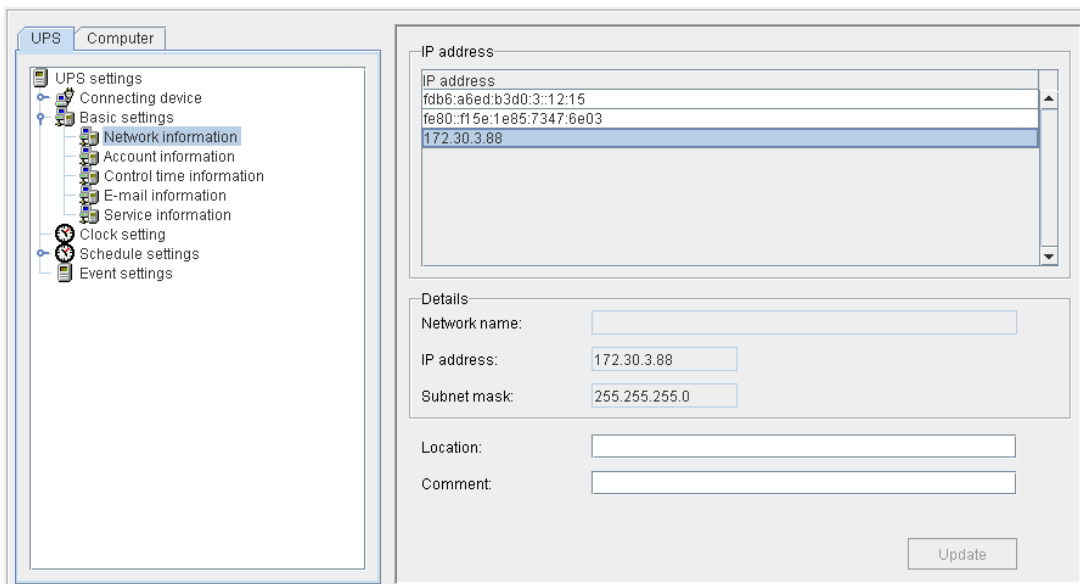 UPS
Computer
UPS settings
Connecting device
Basic settings
Network information
Account information
Control time information
E-mail information
Service information
Clock setting
Schedule settings
Event settings
IP address
IP address
fdb6:a6ed:b3d0:3::12:15
fe80::f15e:1e85:7347:6e03
172.30.3.88
Details
Network name:
IP address: 172.30.3.88
Subnet mask: 255.255.255.0
Location:
Comment:
Update